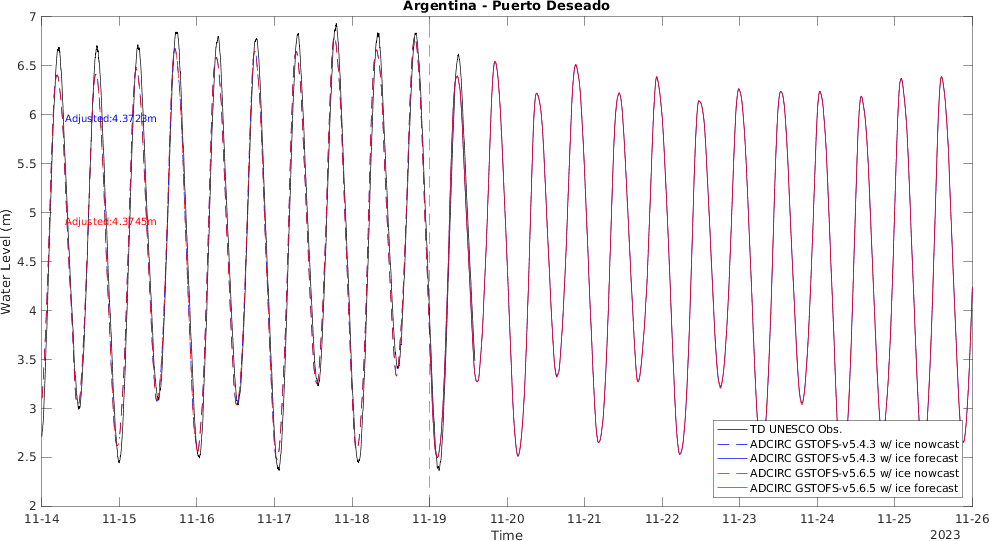 Argentina - Puerto Deseado
7
6.5
6
5.5
5
4.5
4
3.5
3
2.5
2
Water Level (m)
Adjusted:4.3723m
Adjusted:4.3745m
TD UNESCO Obs.
ADCIRC GSTOFS-v5.4.3 w/ ice nowcast
ADCIRC GSTOFS-v5.4.3 w/ ice forecast
ADCIRC GSTOFS-v5.6.5 w/ ice nowcast
ADCIRC GSTOFS-v5.6.5 w/ ice forecast
11-14 11-15 11-16 11-17 11-18 11-19 11-20 11-21 11-22 11-23 11-24 11-25 11-26
Time
2023